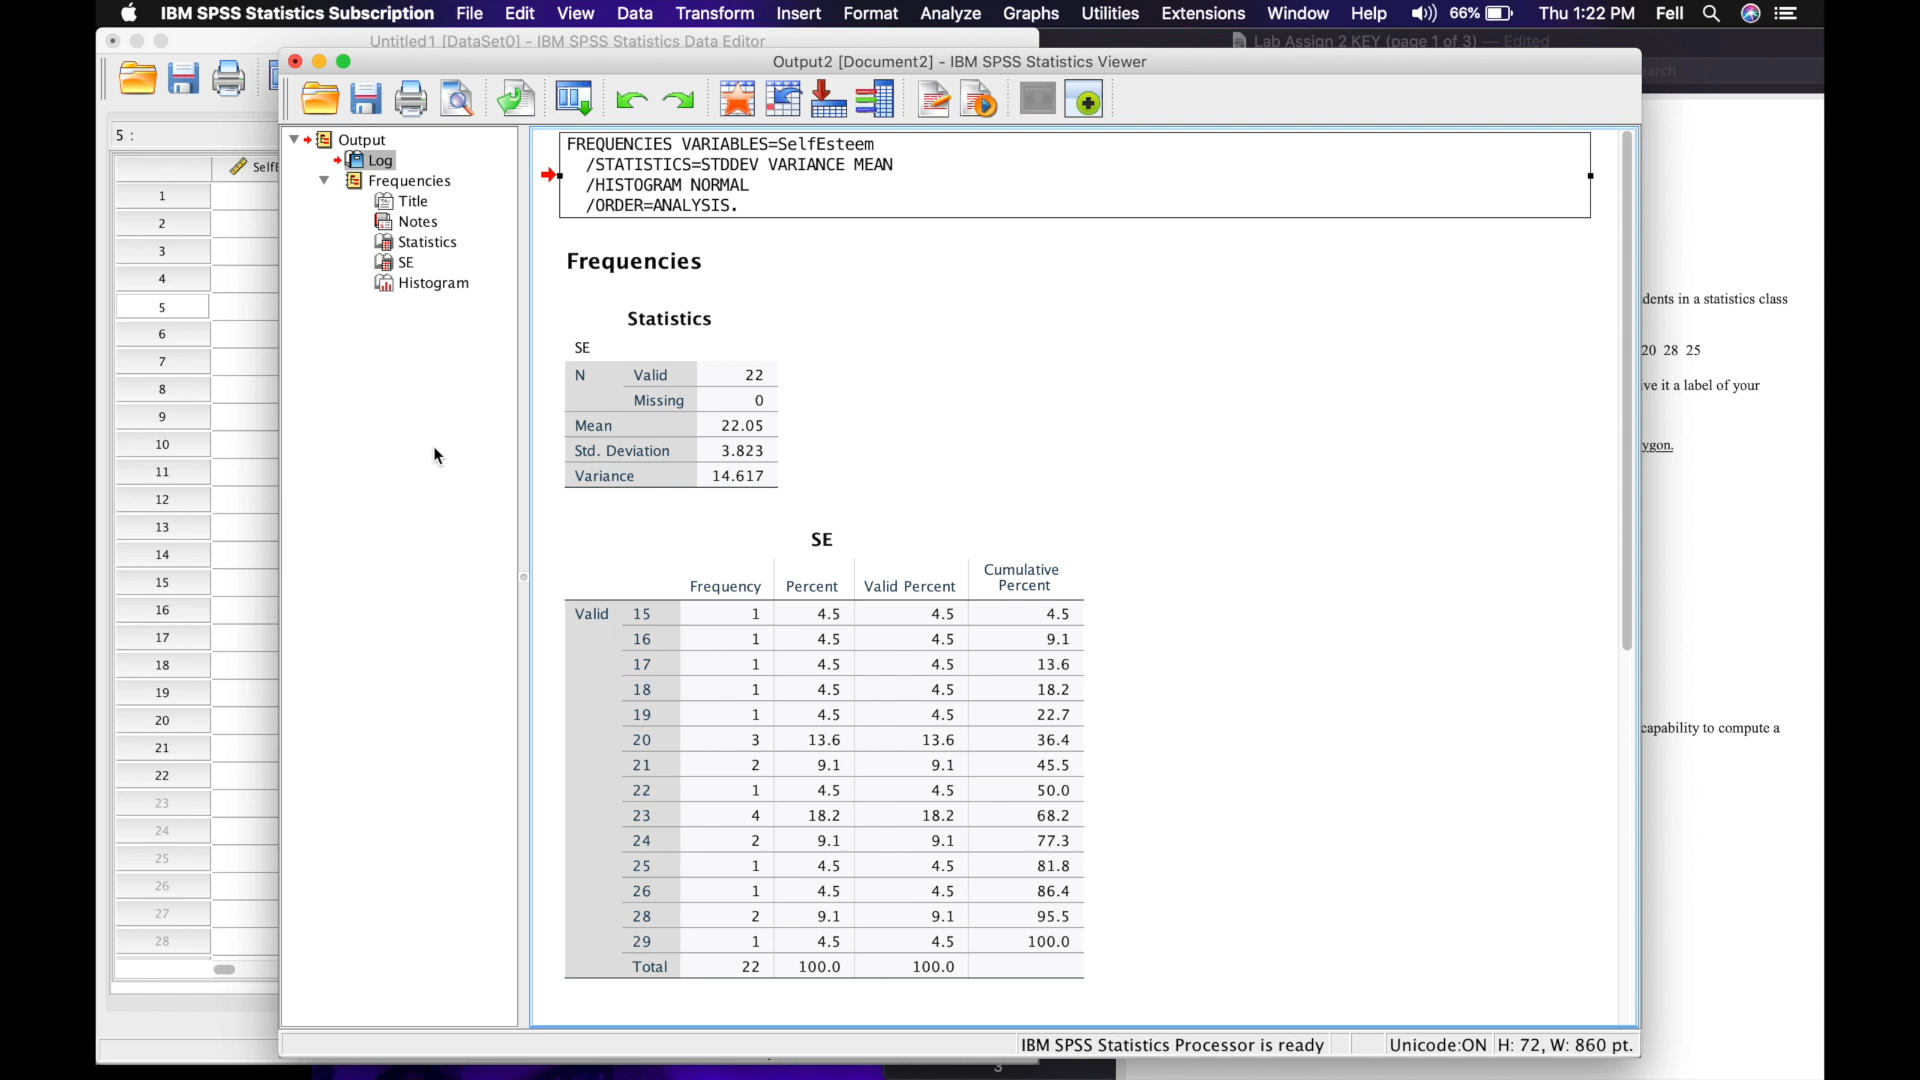 IBM SPSS Statistics Subscription File Edit View Data Transform Insert Format Analyze Graphs Utilities Extensions Window Help 66% Thu 1:22 PM Fell
Untitled1 [DataSet0] - IBM SPSS Statistics Data Editor
Lab Assign 2 KEY (page 1 of 3) — Edited
Output2 [Document2] - IBM SPSS Statistics Viewer
earch
5 :
SelfE
1
2
3
4
5
6
7
8
9
10
11
12
13
14
15
16
17
18
19
20
21
22
23
24
25
26
27
28
Output
Log
Frequencies
Title
Notes
Statistics
SE
Histogram
FREQUENCIES VARIABLES=SelfEsteem
/STATISTICS=STDDEV VARIANCE MEAN
/HISTOGRAM NORMAL
/ORDER=ANALYSIS.
Frequencies
Statistics
SE
N Valid 22
Missing 0
Mean 22.05
Std. Deviation 3.823
Variance 14.617
SE
Frequency Percent Valid Percent Cumulative Percent
Valid 15 1 4.5 4.5 4.5
16 1 4.5 4.5 9.1
17 1 4.5 4.5 13.6
18 1 4.5 4.5 18.2
19 1 4.5 4.5 22.7
20 3 13.6 13.6 36.4
21 2 9.1 9.1 45.5
22 1 4.5 4.5 50.0
23 4 18.2 18.2 68.2
24 2 9.1 9.1 77.3
25 1 4.5 4.5 81.8
26 1 4.5 4.5 86.4
28 2 9.1 9.1 95.5
29 1 4.5 4.5 100.0
Total 22 100.0 100.0
dents in a statistics class
20 28 25
ve it a label of your
ygon.
capability to compute a
IBM SPSS Statistics Processor is ready Unicode:ON H: 72, W: 860 pt.
3